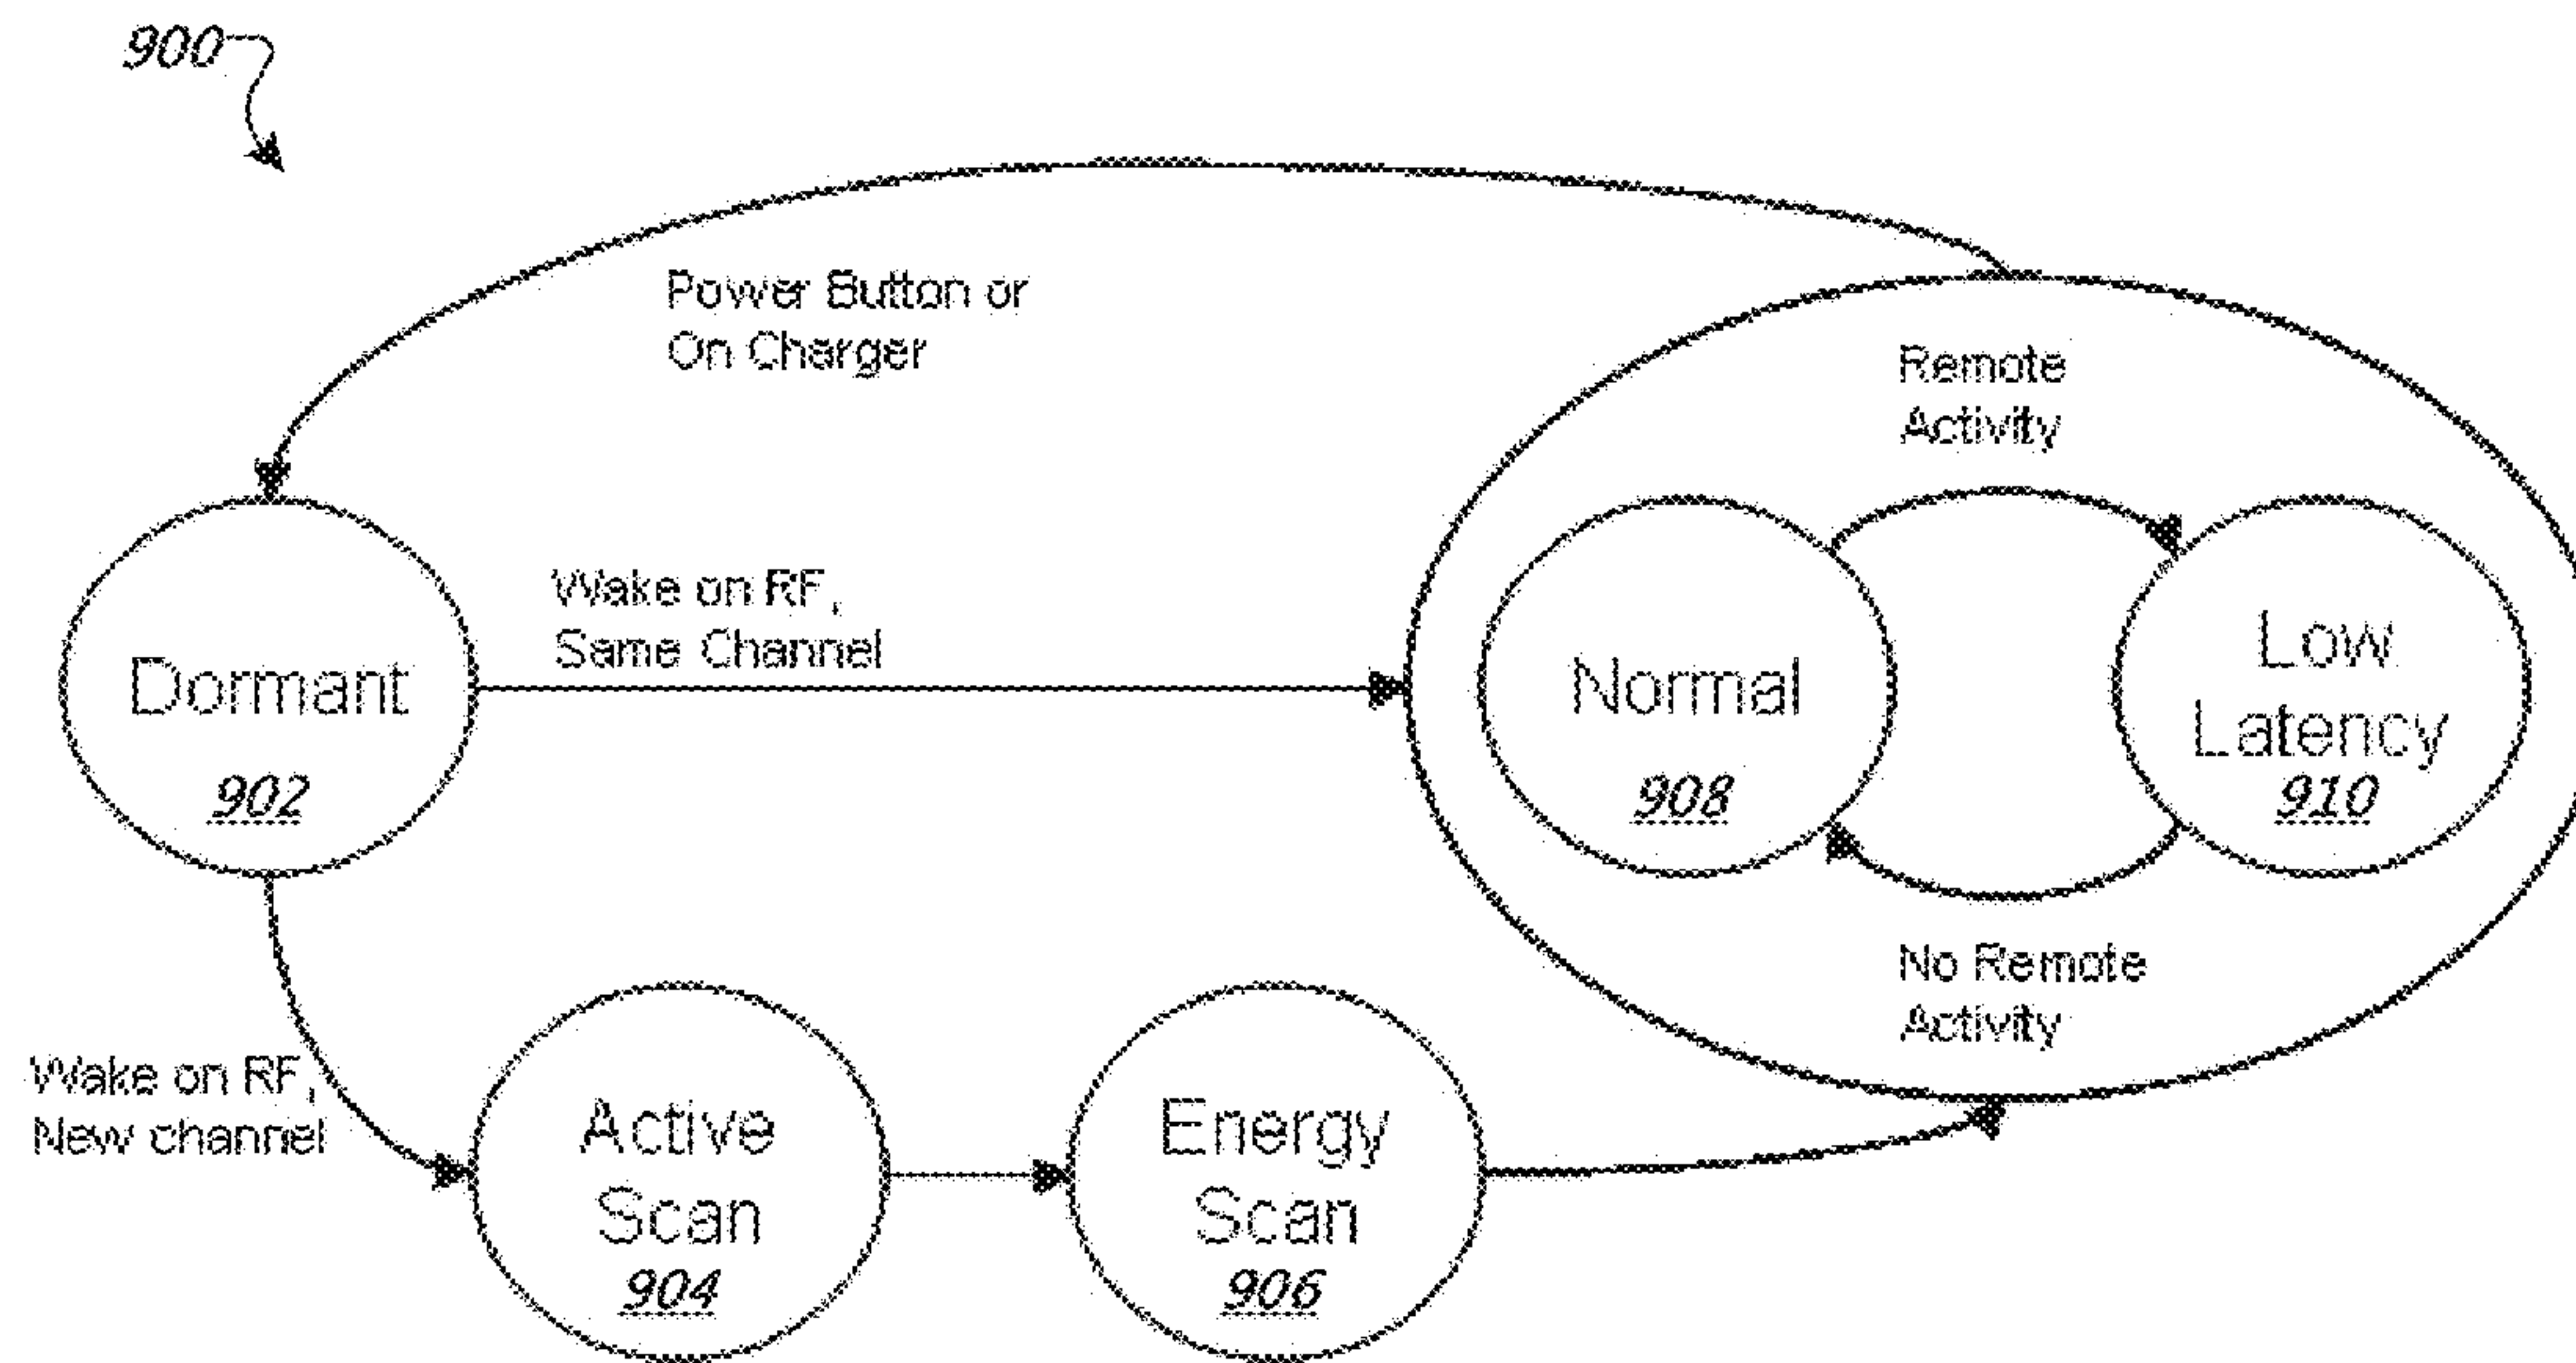 900
Power Button or
On Charger
Remote
Activity
Wake on RF,
Same Channel
Dormant
902
Normal
908
Low
Latency
910
No Remote
Activity
Wake on RF,
New channel
Active
Scan
904
Energy
Scan
906